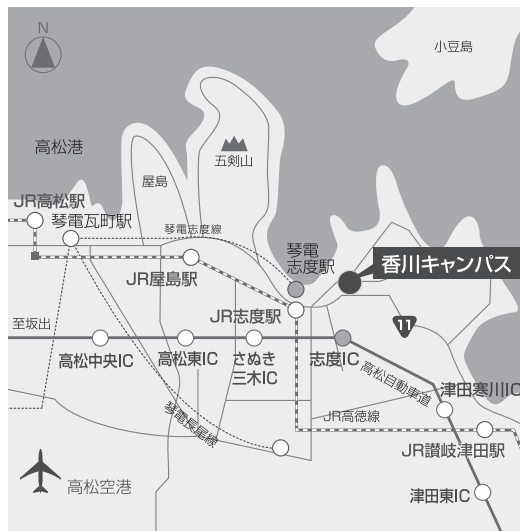 N
小豆島
高松港
五剣山
屋島
JR高松駅
琴電瓦町駅
琴電志度線
琴電
志度駅
香川キャンパス
JR屋島駅
JR志度駅
11
至坂出
高松中央IC
高松東IC
さぬき
三木IC
志度IC
高松自動車道
津田寒川IC
琴電長尾線
JR高徳線
JR讃岐津田駅
高松空港
津田東IC